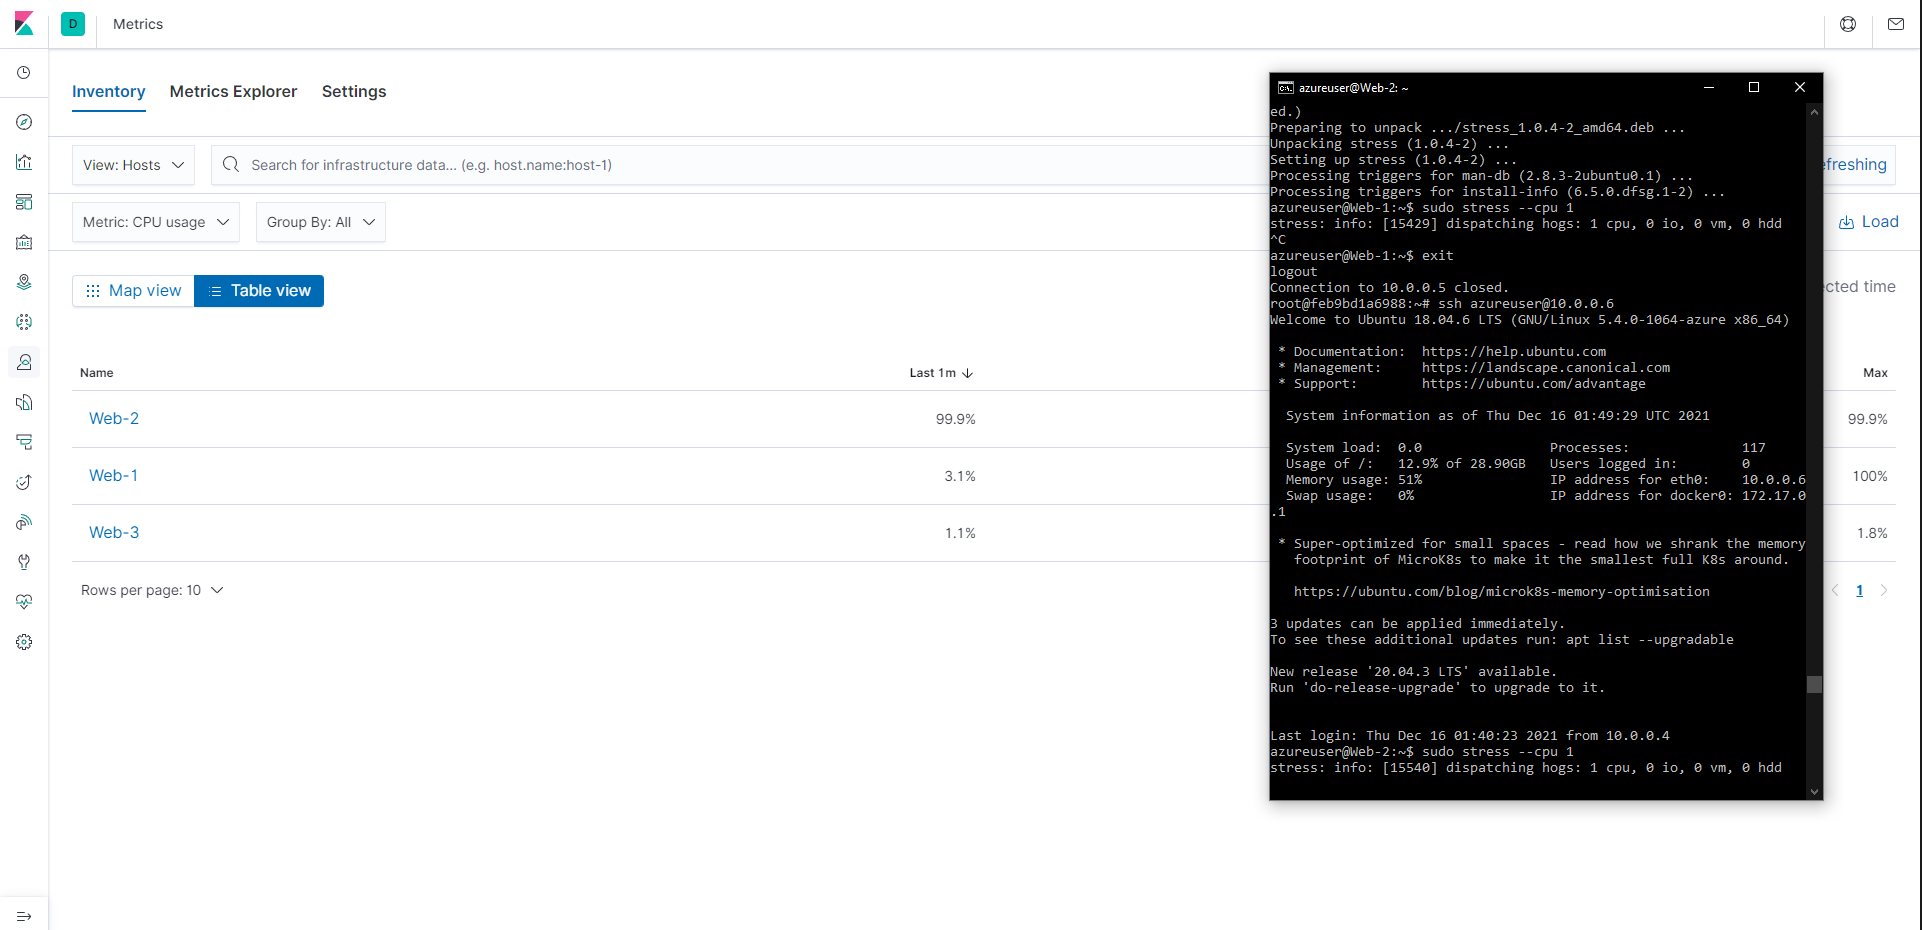 D
Metrics
Inventory Metrics Explorer Settings
View: Hosts
Search for infrastructure data... (e.g. host.name:host-1)
efreshing
Metric: CPU usage
Group By: All
Load
Map view
Table view
ected time
Name Last 1m Max
Web-2 99.9% 99.9%
Web-1 3.1% 100%
Web-3 1.1% 1.8%
Rows per page: 10
1
azureuser@Web-2: ~
ed.)
Preparing to unpack .../stress_1.0.4-2_amd64.deb ...
Unpacking stress (1.0.4-2) ...
Setting up stress (1.0.4-2) ...
Processing triggers for man-db (2.8.3-2ubuntu0.1) ...
Processing triggers for install-info (6.5.0.dfsg.1-2) ...
azureuser@Web-1:~$ sudo stress --cpu 1
stress: info: [15429] dispatching hogs: 1 cpu, 0 io, 0 vm, 0 hdd
^C
azureuser@Web-1:~$ exit
logout
Connection to 10.0.0.5 closed.
root@feb9bd1a6988:~# ssh azureuser@10.0.0.6
Welcome to Ubuntu 18.04.6 LTS (GNU/Linux 5.4.0-1064-azure x86_64)
* Documentation: https://help.ubuntu.com
* Management: https://landscape.canonical.com
* Support: https://ubuntu.com/advantage
System information as of Thu Dec 16 01:49:29 UTC 2021
System load: 0.0 Processes: 117
Usage of /: 12.9% of 28.90GB Users logged in: 0
Memory usage: 51% IP address for eth0: 10.0.0.6
Swap usage: 0% IP address for docker0: 172.17.0
.1
* Super-optimized for small spaces - read how we shrank the memory
footprint of MicroK8s to make it the smallest full K8s around.
https://ubuntu.com/blog/microk8s-memory-optimisation
3 updates can be applied immediately.
To see these additional updates run: apt list --upgradable
New release '20.04.3 LTS' available.
Run 'do-release-upgrade' to upgrade to it.
Last login: Thu Dec 16 01:40:23 2021 from 10.0.0.4
azureuser@Web-2:~$ sudo stress --cpu 1
stress: info: [15540] dispatching hogs: 1 cpu, 0 io, 0 vm, 0 hdd